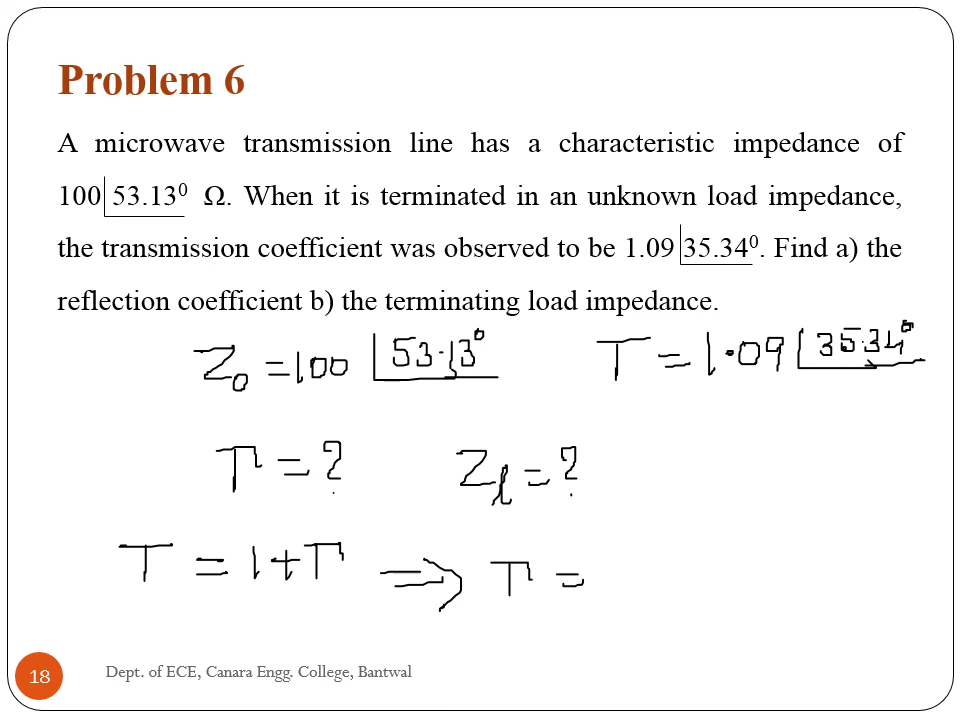 Problem 6
A microwave transmission line has a characteristic impedance of
100 53.13⁰ Ω. When it is terminated in an unknown load impedance,
the transmission coefficient was observed to be 1.09 35.34⁰. Find a) the
reflection coefficient b) the terminating load impedance.
Z₀ = 100 53.13⁰ T = 1.09 35.34⁰
Γ = ? Zₗ = ?
T = 1 + Γ ⇒ Γ =
18 Dept. of ECE, Canara Engg. College, Bantwal